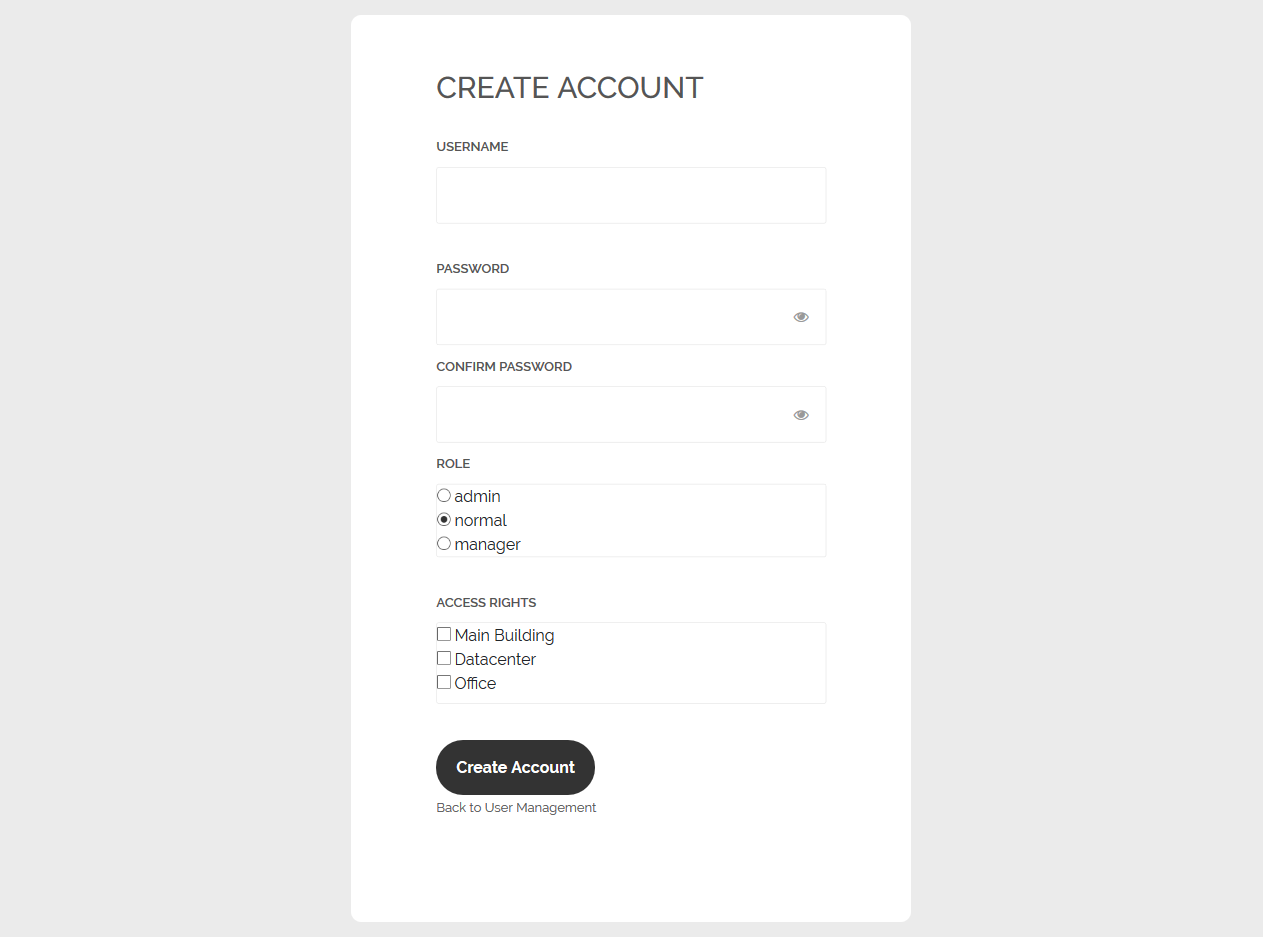 CREATE ACCOUNT
USERNAME
PASSWORD
CONFIRM PASSWORD
ROLE
admin
normal
manager
ACCESS RIGHTS
Main Building
Datacenter
Office
Create Account
Back to User Management